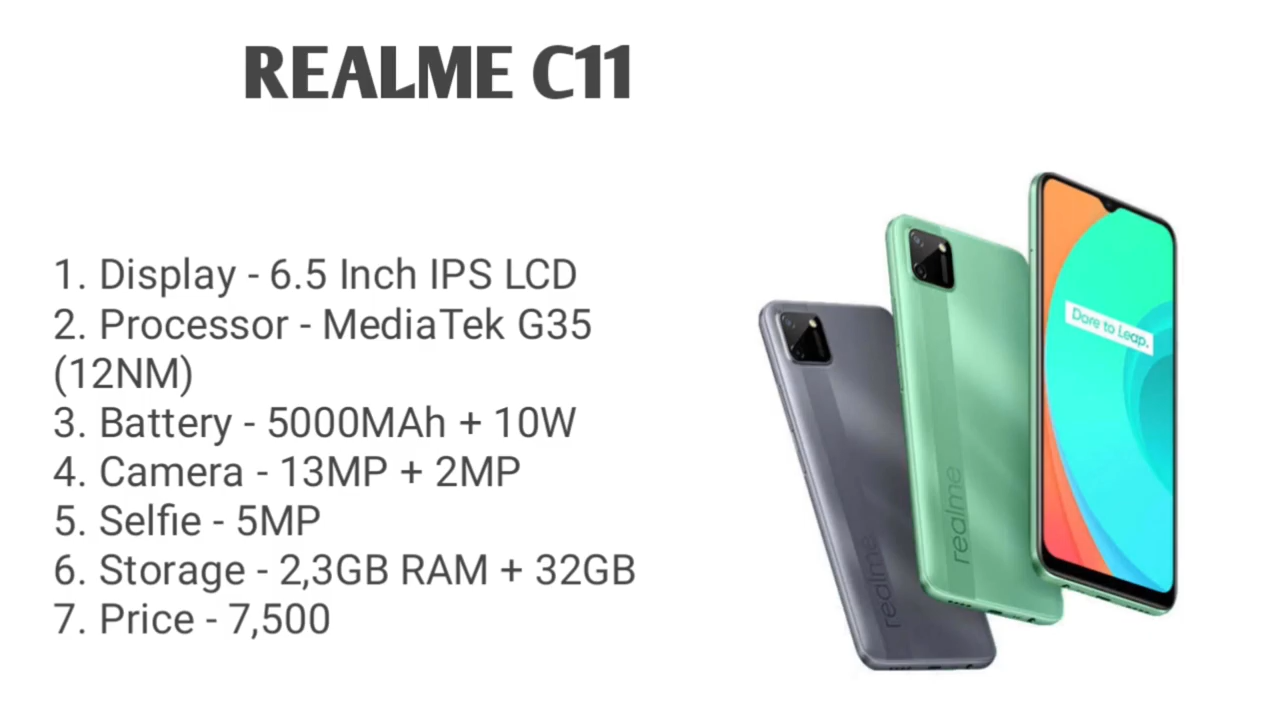 REALME C11
1. Display - 6.5 Inch IPS LCD
2. Processor - MediaTek G35
(12NM)
3. Battery - 5000MAh + 10W
4. Camera - 13MP + 2MP
5. Selfie - 5MP
6. Storage - 2,3GB RAM + 32GB
7. Price - 7,500
realme
realme
Dare to Leap.